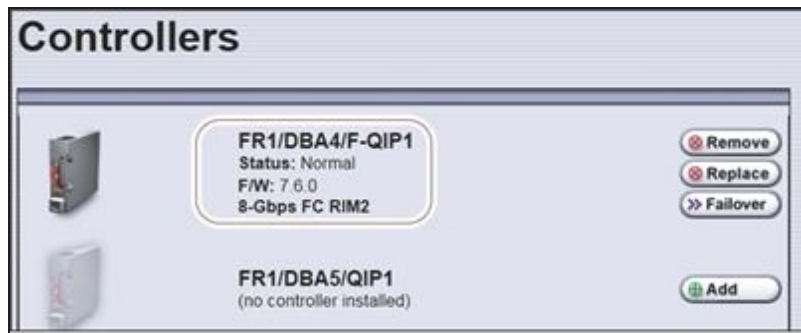 Controllers
FR1/DBA4/F-QIP1
Status: Normal
F/W: 7.6.0
8-Gbps FC RIM2
Remove
Replace
Failover
FR1/DBA5/QIP1
(no controller installed)
Add